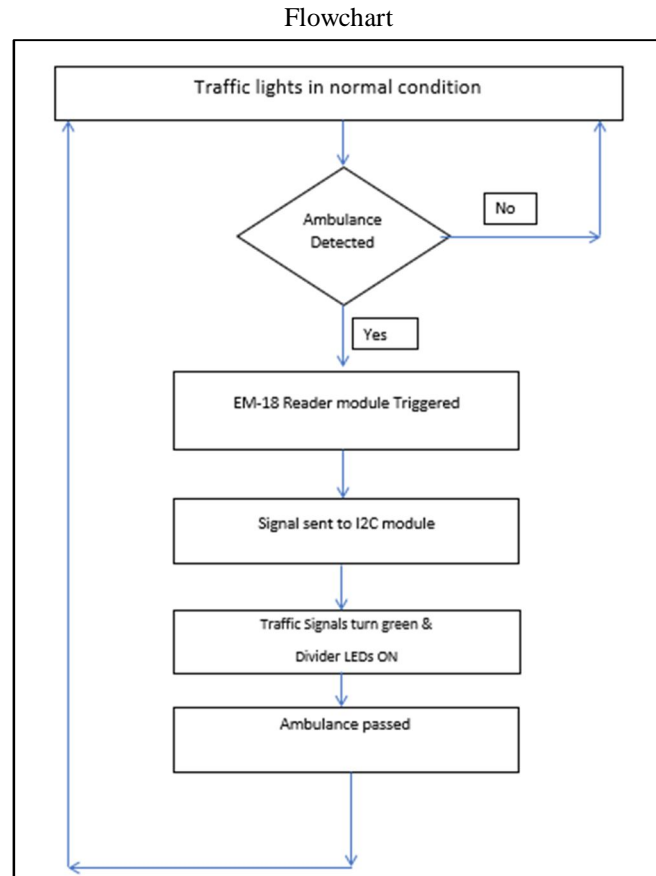 Flowchart
Traffic lights in normal condition
Ambulance
Detected
No
Yes
EM-18 Reader module Triggered
Signal sent to I2C module
Traffic Signals turn green &
Divider LEDs ON
Ambulance passed